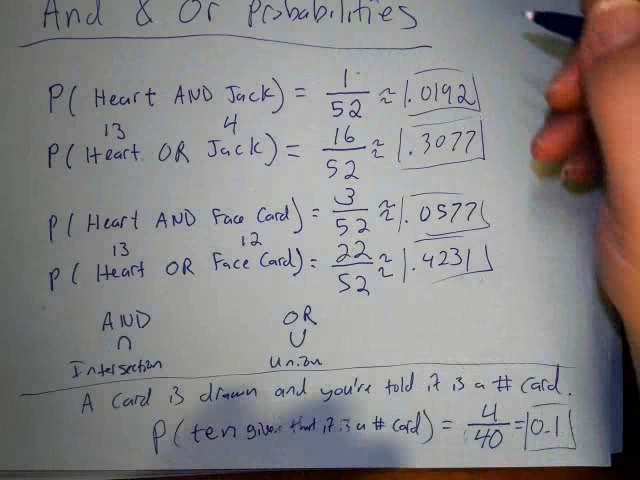 And & Or Probabilities
P( Heart AND Jack) = 1/52 ≈ .0192
13 4
P( Heart OR Jack) = 16/52 ≈ .3077
P( Heart AND Face Card) = 3/52 ≈ .0577
13 12
P( Heart OR Face Card) = 22/52 ≈ .4231
AND OR
∩ ∪
Intersection Union
A Card is drawn and you're told it is a # card.
P( ten given that it is a # card) = 4/40 = 0.1